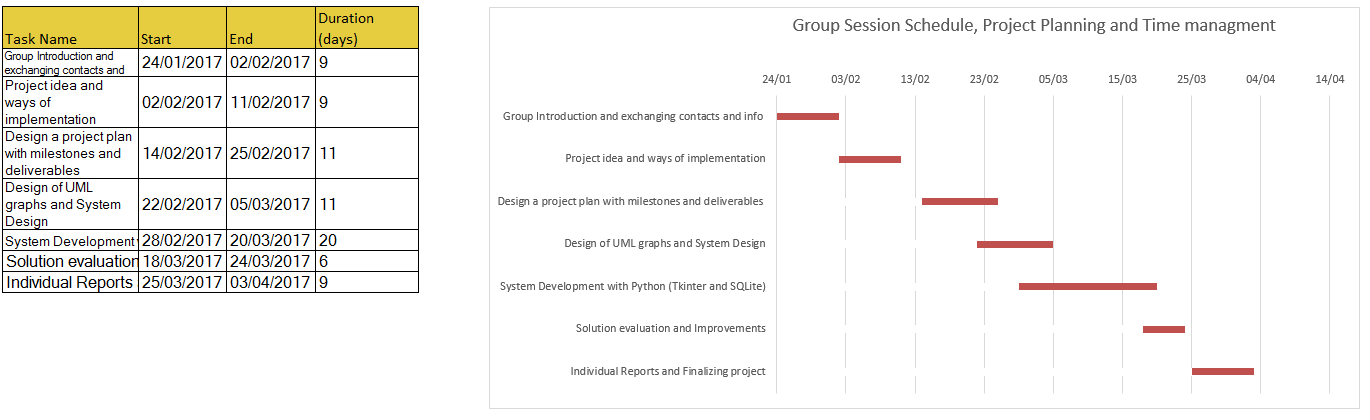 Duration
Task Name Start End (days)
Group Introduction and
exchanging contacts and 24/01/2017 02/02/2017 9
Project idea and
ways of
implementation 02/02/2017 11/02/2017 9
Design a project plan
with milestones and
deliverables 14/02/2017 25/02/2017 11
Design of UML
graphs and System
Design 22/02/2017 05/03/2017 11
System Development 28/02/2017 20/03/2017 20
Solution evaluation 18/03/2017 24/03/2017 6
Individual Reports 25/03/2017 03/04/2017 9
Group Session Schedule, Project Planning and Time managment
24/01 03/02 13/02 23/02 05/03 15/03 25/03 04/04 14/04
Group Introduction and exchanging contacts and info
Project idea and ways of implementation
Design a project plan with milestones and deliverables
Design of UML graphs and System Design
System Development with Python (Tkinter and SQLite)
Solution evaluation and Improvements
Individual Reports and Finalizing project